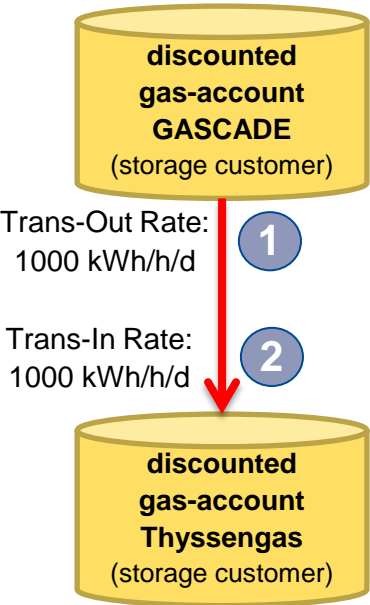 discounted
gas-account
GASCADE
(storage customer)
Trans-Out Rate:
1000 kWh/h/d
1
Trans-In Rate:
1000 kWh/h/d
2
discounted
gas-account
Thyssengas
(storage customer)